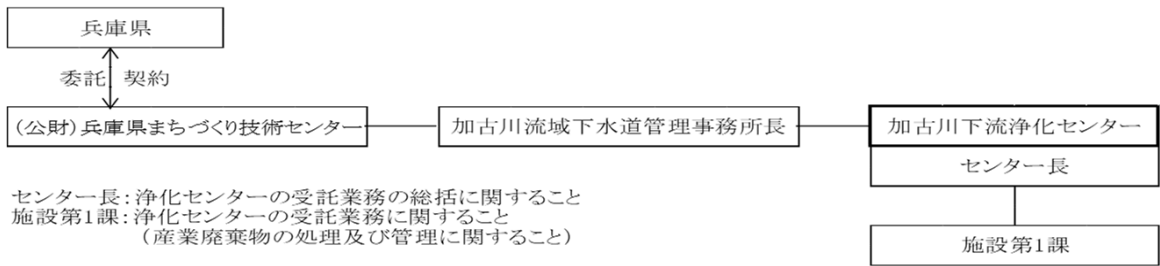 兵庫県
委託 契約
(公財)兵庫県まちづくり技術センター
加古川流域下水道管理事務所長
加古川下流浄化センター
センター長
センター長:浄化センターの受託業務の総括に関すること
施設第1課:浄化センターの受託業務に関すること
(産業廃棄物の処理及び管理に関すること)
施設第1課